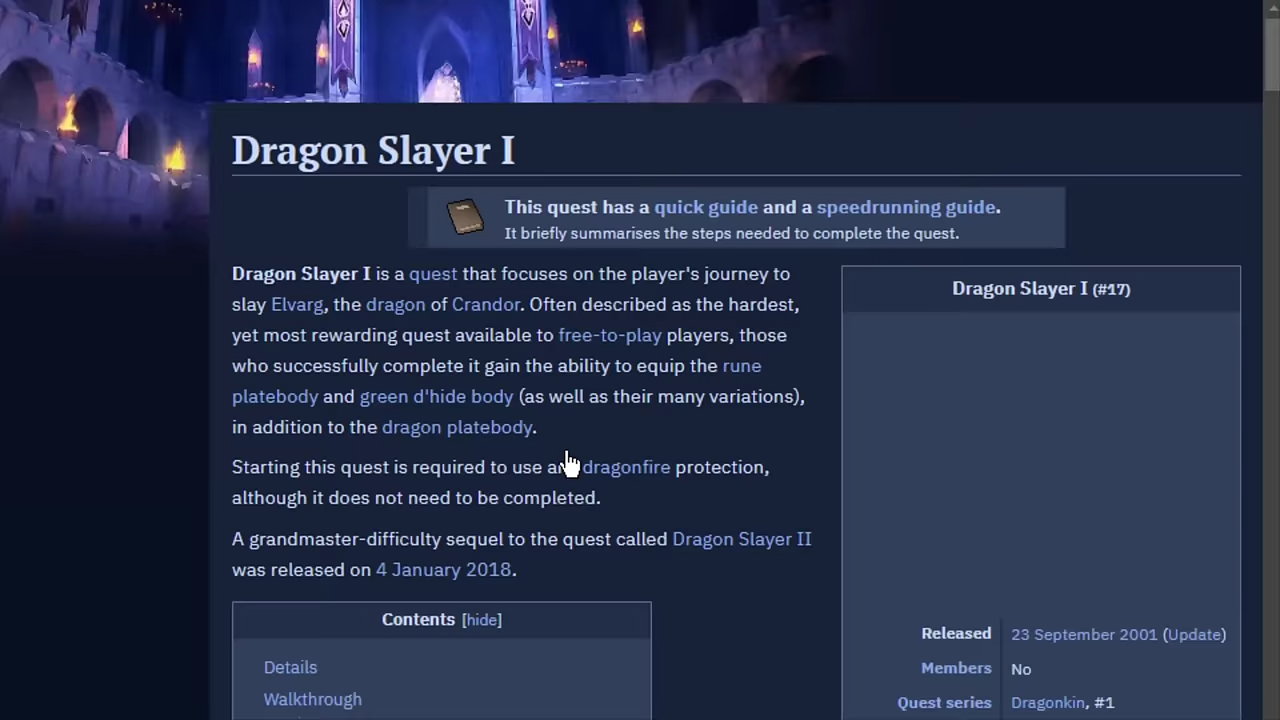 Dragon Slayer I
This quest has a quick guide and a speedrunning guide.
It briefly summarises the steps needed to complete the quest.
Dragon Slayer I is a quest that focuses on the player's journey to
slay Elvarg, the dragon of Crandor. Often described as the hardest,
yet most rewarding quest available to free-to-play players, those
who successfully complete it gain the ability to equip the rune
platebody and green d'hide body (as well as their many variations),
in addition to the dragon platebody.
Starting this quest is required to use dragonfire protection,
although it does not need to be completed.
A grandmaster-difficulty sequel to the quest called Dragon Slayer II
was released on 4 January 2018.
Contents [hide]
Details
Walkthrough
Dragon Slayer I (#17)
Released 23 September 2001 (Update)
Members No
Quest series Dragonkin, #1